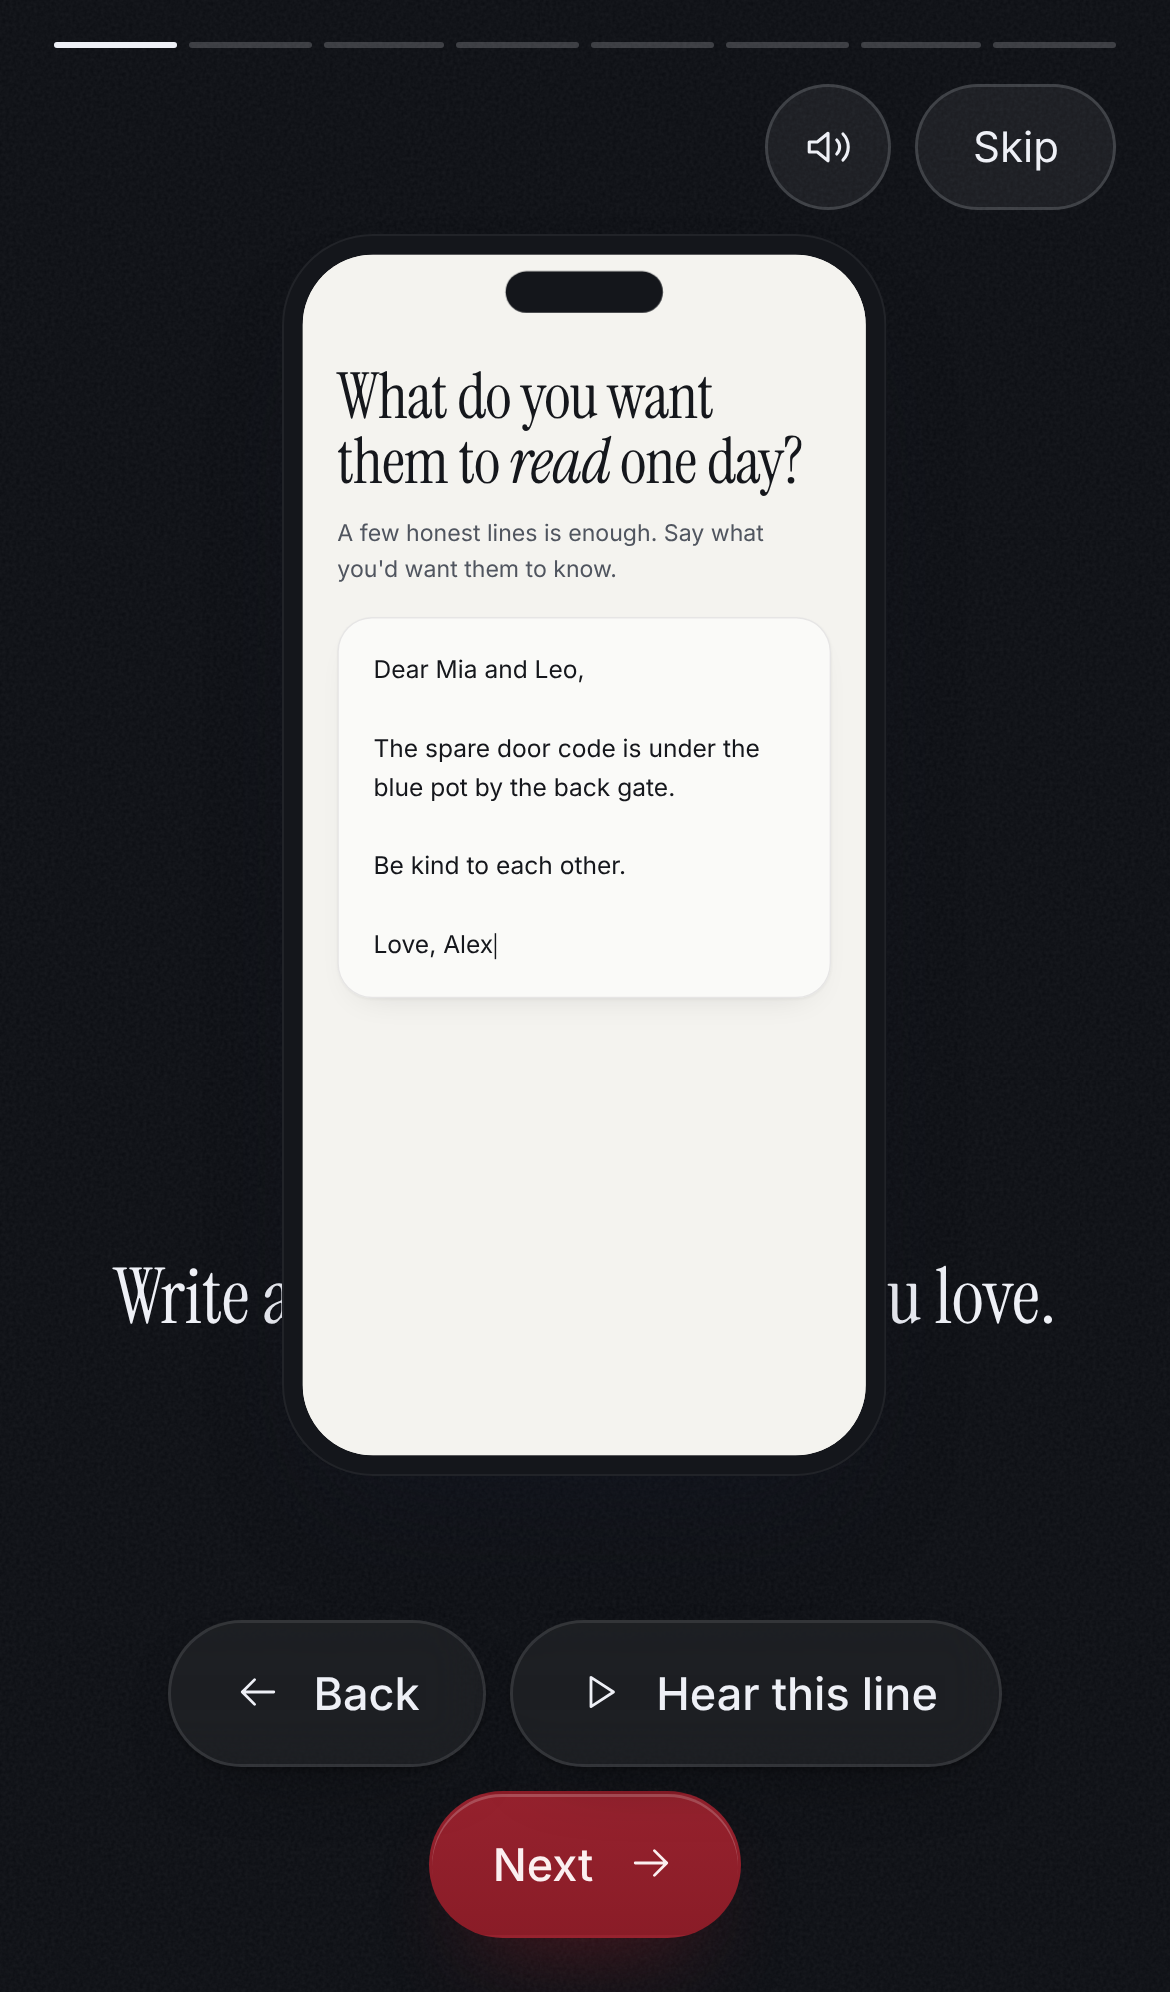 Skip
What do you want
them to read one day?
A few honest lines is enough. Say what
you'd want them to know.
Dear Mia and Leo,
The spare door code is under the
blue pot by the back gate.
Be kind to each other.
Love, Alex
Write a
u love.
Back
Hear this line
Next